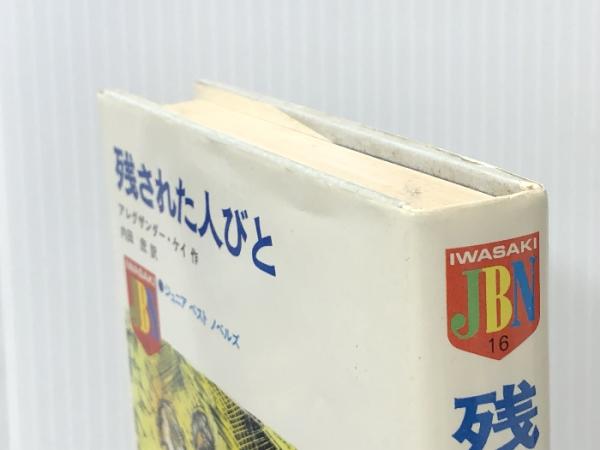 残された人びと
アレグザンダー・ケイ 作
内田 庶 訳
IWASAKI
JBN
●ジュニア ベスト ノベルズ
IWASAKI
JBN
16
残